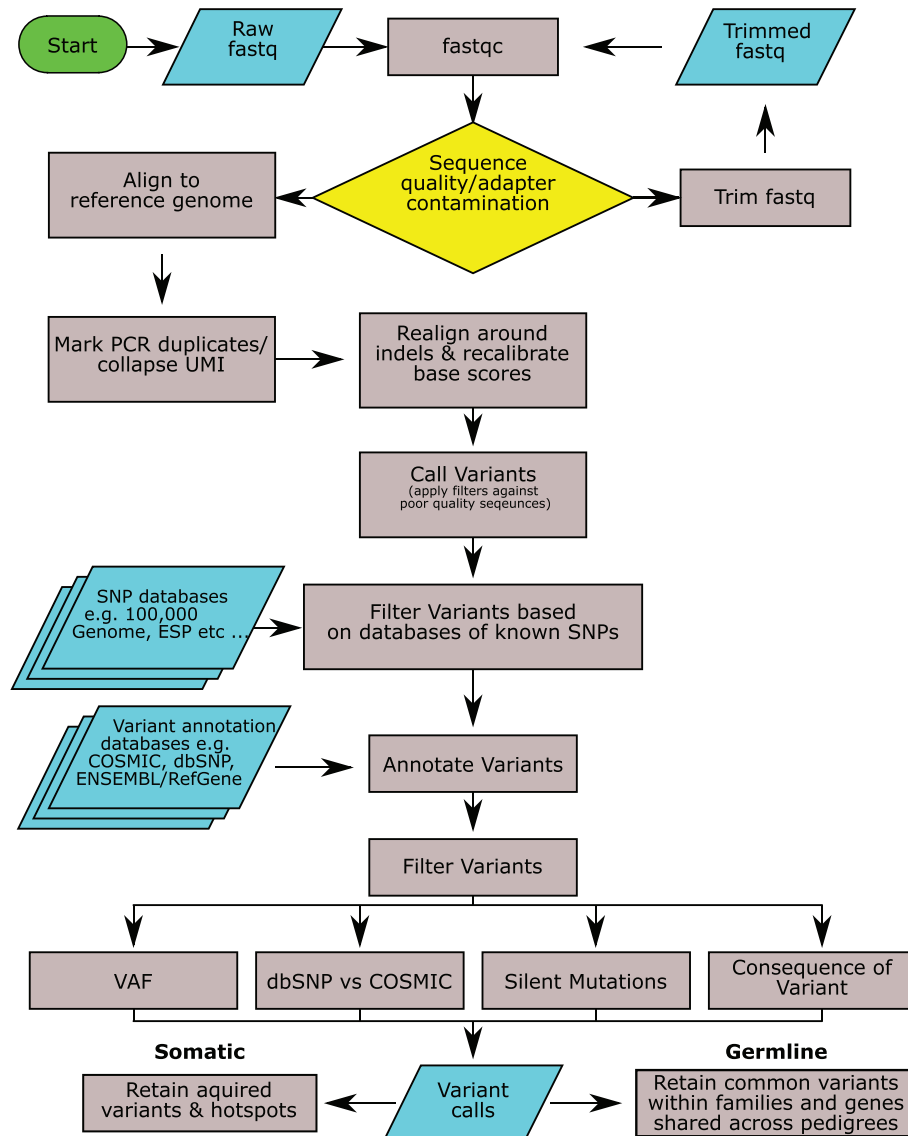 Start
Raw
fastq
fastqc
Trimmed
fastq
Sequence
quality/adapter
contamination
Align to
reference genome
Trim fastq
Mark PCR duplicates/
collapse UMI
Realign around
indels & recalibrate
base scores
Call Variants
(apply filters against
poor quality seqeunces)
SNP databases
e.g. 100,000
Genome, ESP etc ...
Filter Variants based
on databases of known SNPs
Variant annotation
databases e.g.
COSMIC, dbSNP,
ENSEMBL/RefGene
Annotate Variants
Filter Variants
VAF
dbSNP vs COSMIC
Silent Mutations
Consequence of
Variant
Somatic
Germline
Retain aquired
variants & hotspots
Variant
calls
Retain common variants
within families and genes
shared across pedigrees